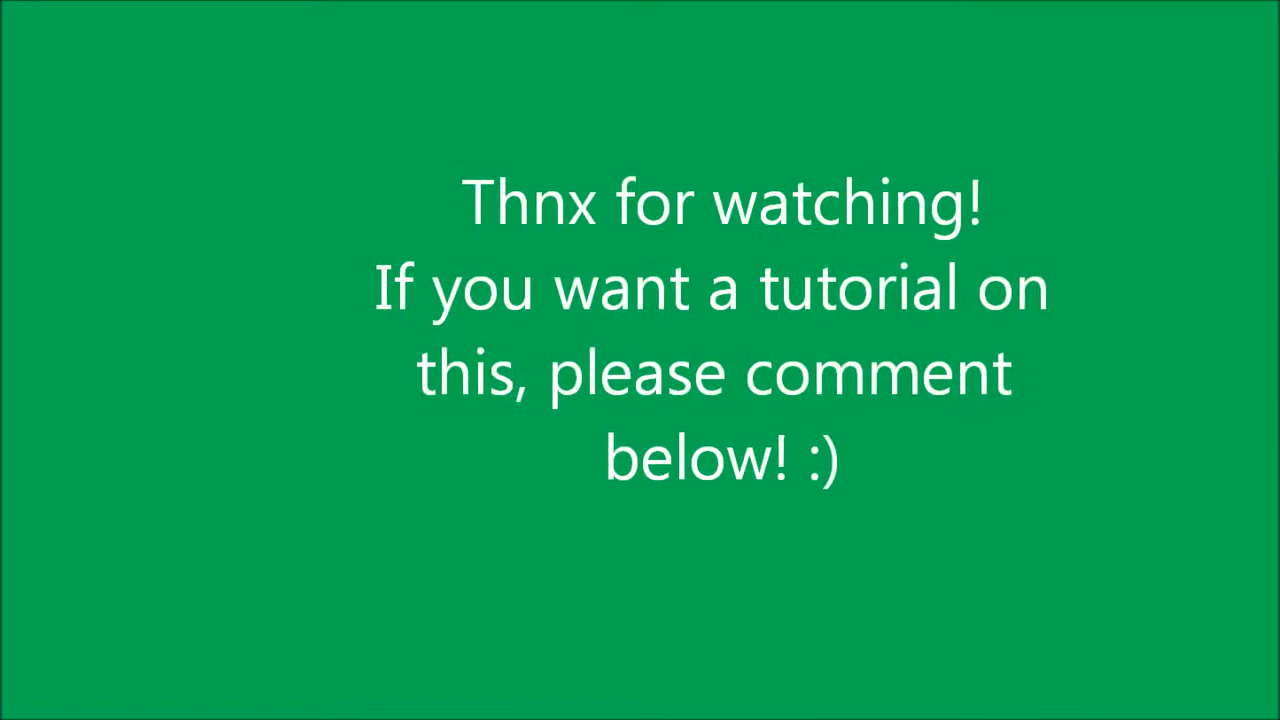 Thnx for watching!
If you want a tutorial on
this, please comment
below! :)